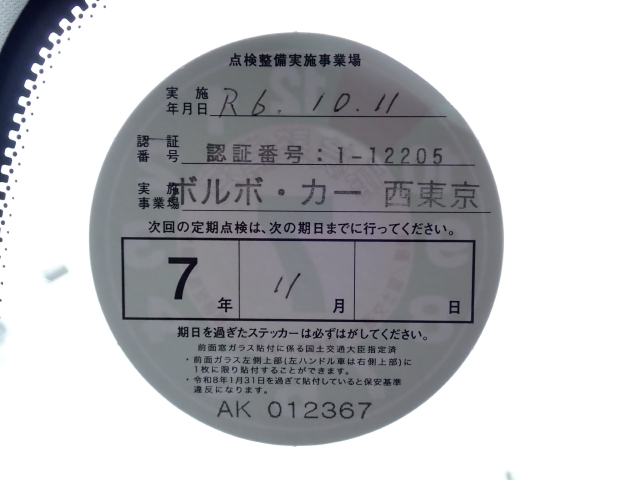 点検整備実施事業場
実施
年月日 R6. 10. 11
認証
番号 認証番号：1-12205
実施
事業場 ボルボ・カー 西東京
次回の定期点検は、次の期日までに行ってください。
7年 11月 日
期日を過ぎたステッカーは必ずはがしてください。
前面窓ガラス貼付に係る国土交通大臣指定済
・前面ガラス左側上部(左ハンドル車は右側上部)に
1枚に限り貼付することができます。
・令和8年1月31日を過ぎて貼付していると保安基準
違反になります。
AK 012367